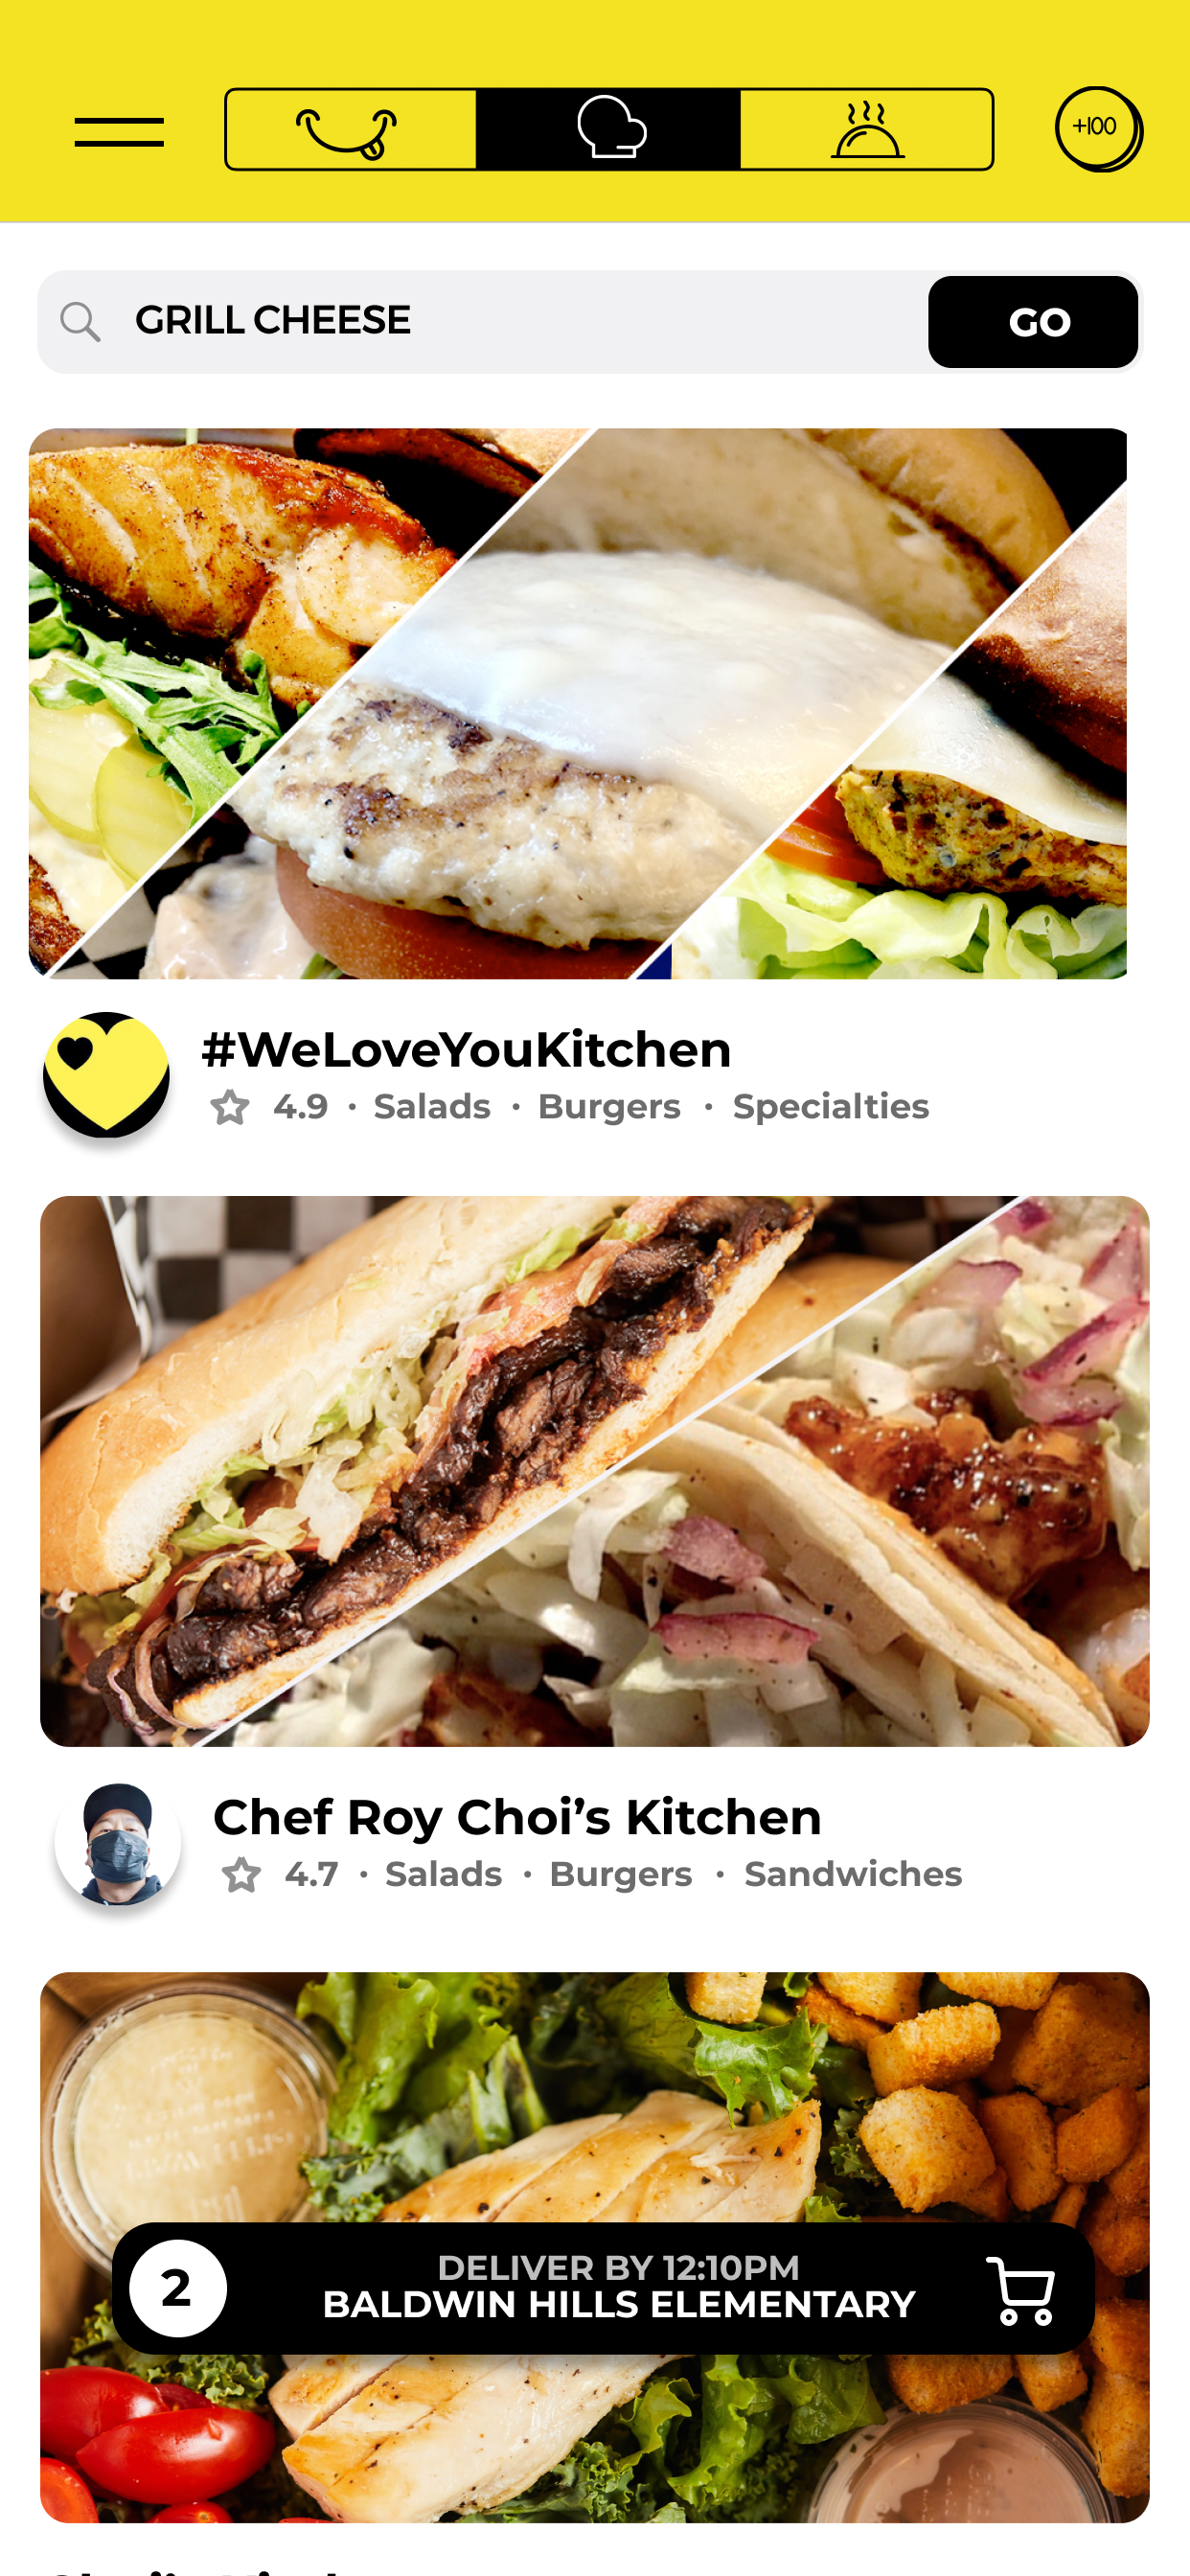 +100
GRILL CHEESE
GO
#WeLoveYouKitchen
4.9 · Salads · Burgers · Specialties
Chef Roy Choi’s Kitchen
4.7 · Salads · Burgers · Sandwiches
2
DELIVER BY 12:10PM
BALDWIN HILLS ELEMENTARY